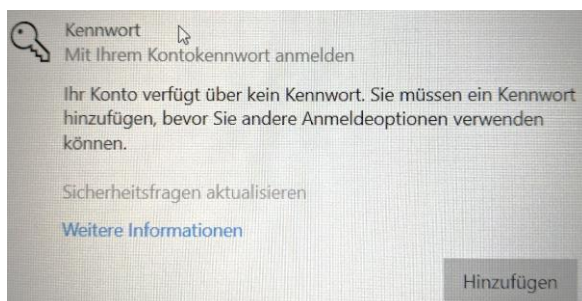 Kennwort
Mit Ihrem Kontokennwort anmelden
Ihr Konto verfügt über kein Kennwort. Sie müssen ein Kennwort
hinzufügen, bevor Sie andere Anmeldeoptionen verwenden
können.
Sicherheitsfragen aktualisieren
Weitere Informationen
Hinzufügen